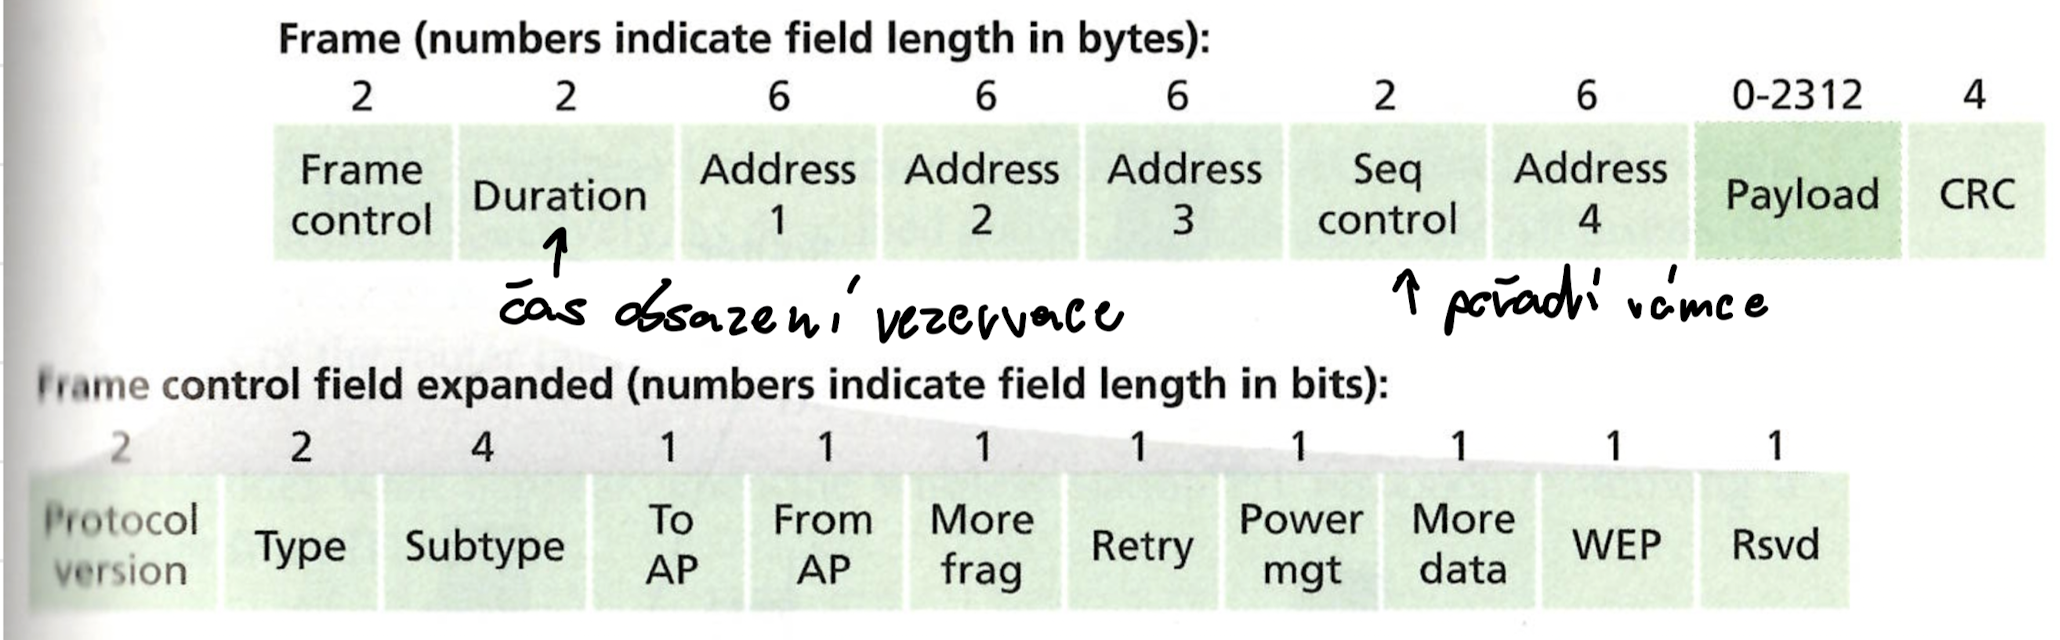 Frame (numbers indicate field length in bytes):
2 2 6 6 6 2 6 0-2312 4
Frame control Duration Address 1 Address 2 Address 3 Seq control Address 4 Payload CRC
↑ čas obsazení rezervace ↑ pořadí rámce
Frame control field expanded (numbers indicate field length in bits):
2 2 4 1 1 1 1 1 1 1 1
Protocol version Type Subtype To AP From AP More frag Retry Power mgt More data WEP Rsvd